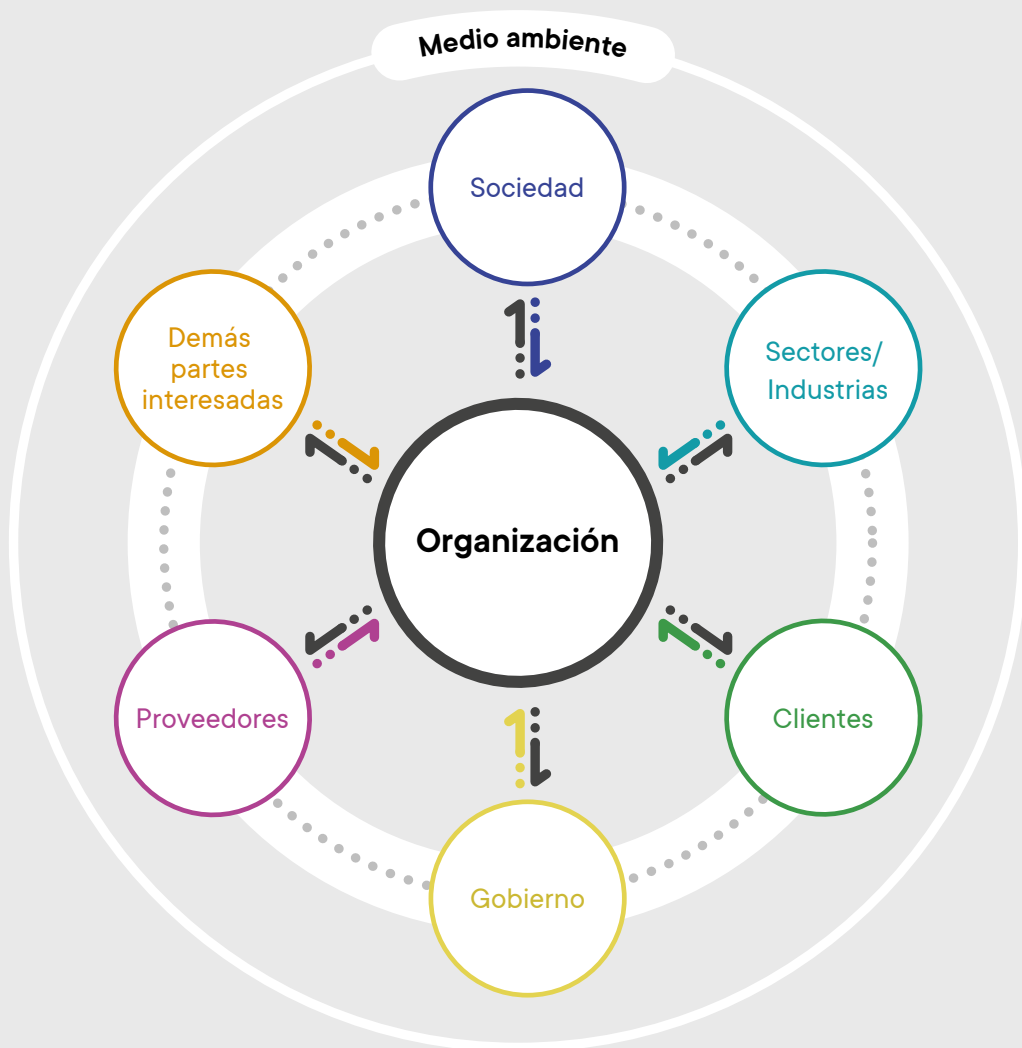 Medio ambiente
Sociedad
Demás
partes
interesadas
Sectores/
Industrias
Organización
Proveedores
Clientes
Gobierno